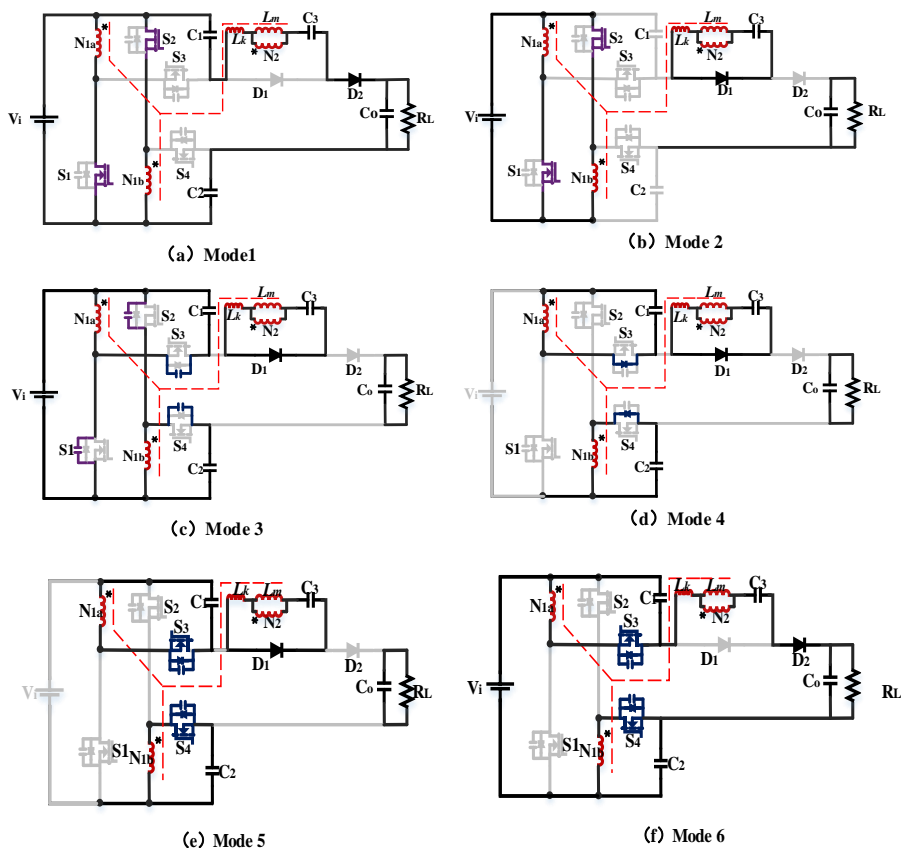 N1a * S2 C1 Lk Lm * N2 C3
S3 D1 D2
Vi Co RL
S1 N1b * S4 C2
（a）Mode1
N1a * S2 C1 Lk Lm * N2 C3
S3 D1 D2
Vi Co RL
S1 N1b * S4 C2
（b）Mode 2
N1a * S2 C1 Lk Lm * N2 C3
S3 D1 D2
Vi Co RL
S1 N1b * S4 C2
（c）Mode 3
N1a * S2 C1 Lk Lm * N2 C3
S3 D1 D2
Vi Co RL
S1 N1b * S4 C2
（d）Mode 4
N1a * S2 Lk Lm * N2 C3
S3 D1 D2
Vi Co RL
S1 N1b * S4 C2
（e）Mode 5
N1a * S2 Lk Lm * N2 C3
S3 D1 D2
Vi Co RL
S1 N1b * S4 C2
（f）Mode 6